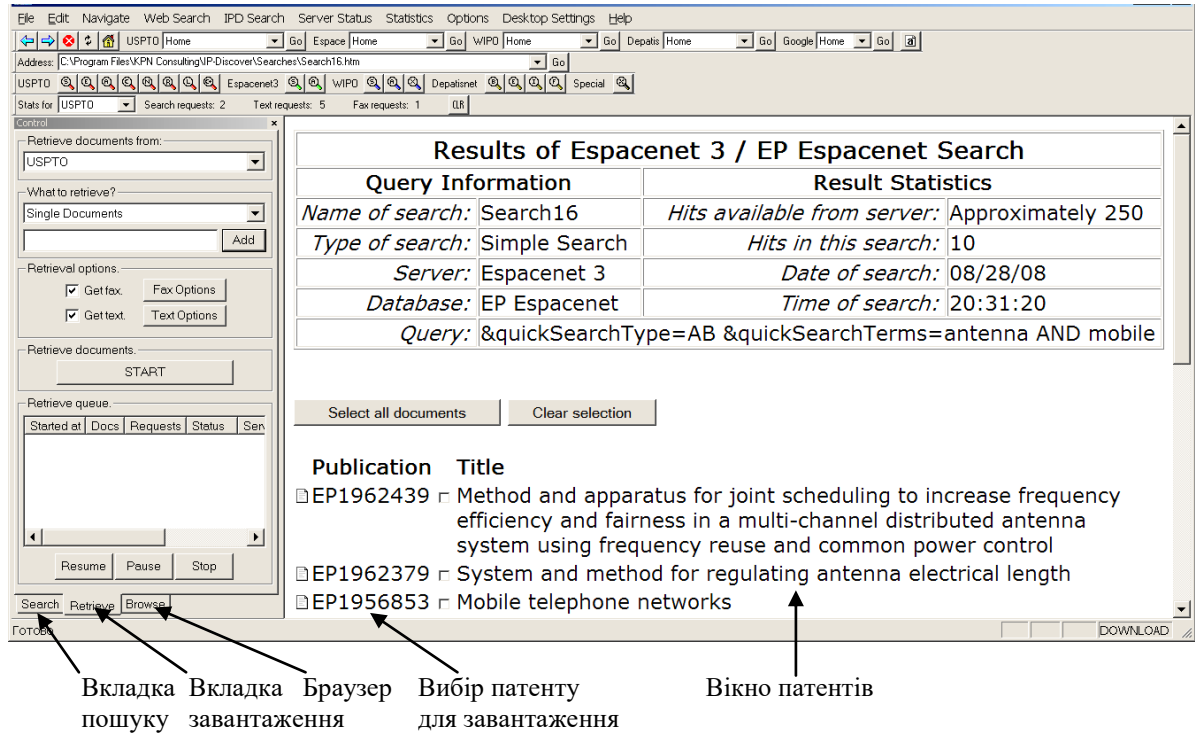 File Edit Navigate Web Search IPD Search Server Status Statistics Options Desktop Settings Help
USPTO Home Go Espace Home Go WIPO Home Go Depatis Home Go Google Home Go a
Address: C:\Program Files\KPN Consulting\IP-Discover\Searches\Search16.htm Go
USPTO Espacenet3 WIPO Depatisnet Special
Stats for USPTO Search requests: 2 Text requests: 5 Fax requests: 1 CLR
Control ×
Retrieve documents from:
USPTO
What to retrieve?
Single Documents
Add
Retrieval options.
Get fax. Fax Options
Get text. Text Options
Retrieve documents.
START
Retrieve queue.
Started at Docs Requests Status Serv
Resume Pause Stop
Search Retrieve Browse
Results of Espacenet 3 / EP Espacenet Search
Query Information Result Statistics
Name of search: Search16 Hits available from server: Approximately 250
Type of search: Simple Search Hits in this search: 10
Server: Espacenet 3 Date of search: 08/28/08
Database: EP Espacenet Time of search: 20:31:20
Query: &quickSearchType=AB &quickSearchTerms=antenna AND mobile
Select all documents Clear selection
Publication Title
EP1962439 Method and apparatus for joint scheduling to increase frequency
efficiency and fairness in a multi-channel distributed antenna
system using frequency reuse and common power control
EP1962379 System and method for regulating antenna electrical length
EP1956853 Mobile telephone networks
Готово DOWNLOAD
Вкладка Вкладка Браузер Вибір патенту Вікно патентів
пошуку завантаження для завантаження